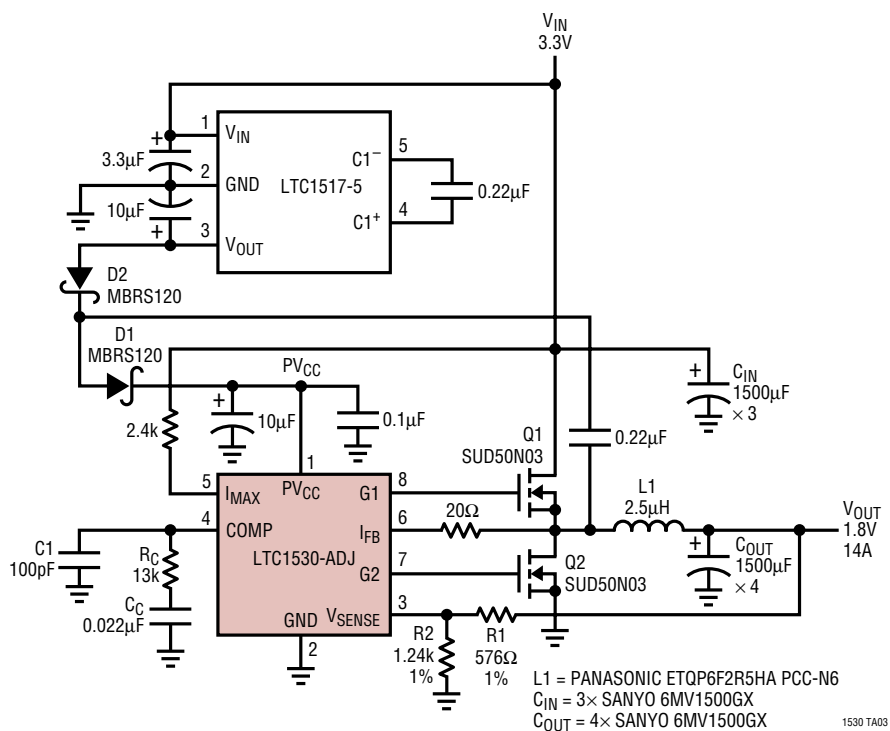 VIN
3.3V
1
VIN
5
C1–
3.3µF
+
2
GND
LTC1517-5
0.22µF
10µF
+
4
C1+
3
VOUT
D2
MBRS120
D1
MBRS120
PVCC
+
CIN
1500µF
× 3
2.4k
+
10µF
0.1µF
Q1
SUD50N03
0.22µF
1
5
IMAX
PVCC
G1
8
L1
2.5µH
VOUT
1.8V
14A
4
COMP
IFB
6
20Ω
C1
100pF
RC
13k
LTC1530-ADJ
G2
7
Q2
SUD50N03
+
COUT
1500µF
× 4
CC
0.022µF
GND
VSENSE
3
2
R2
1.24k
1%
R1
576Ω
1%
L1 = PANASONIC ETQP6F2R5HA PCC-N6
CIN = 3× SANYO 6MV1500GX
COUT = 4× SANYO 6MV1500GX
1530 TA03